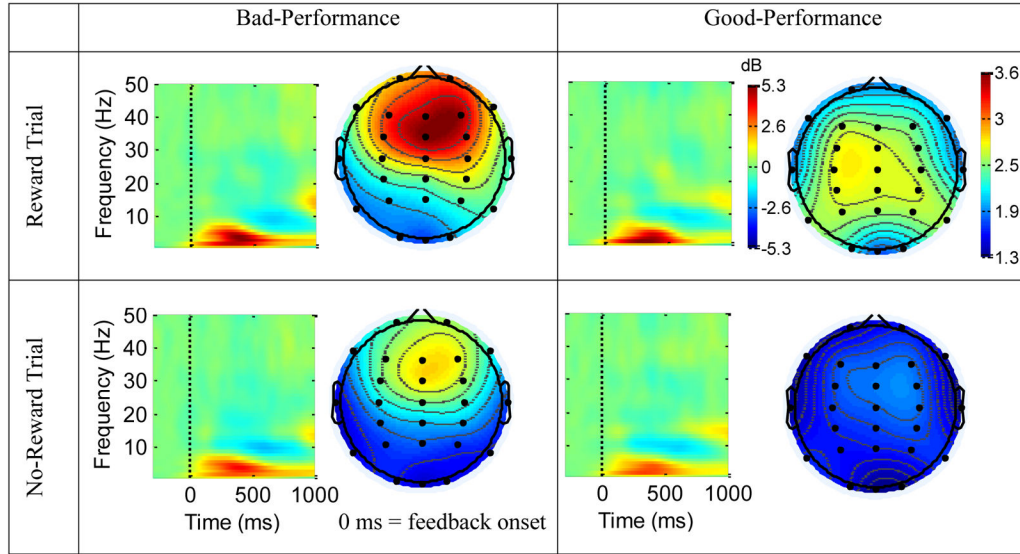 Bad-Performance
Good-Performance
Reward Trial
Frequency (Hz)
50
40
30
20
10
dB
5.3
2.6
0
-2.6
-5.3
3.6
3
2.5
1.9
1.3
No-Reward Trial
Frequency (Hz)
50
40
30
20
10
0 500 1000
Time (ms)
0 ms = feedback onset
0 500 1000
Time (ms)